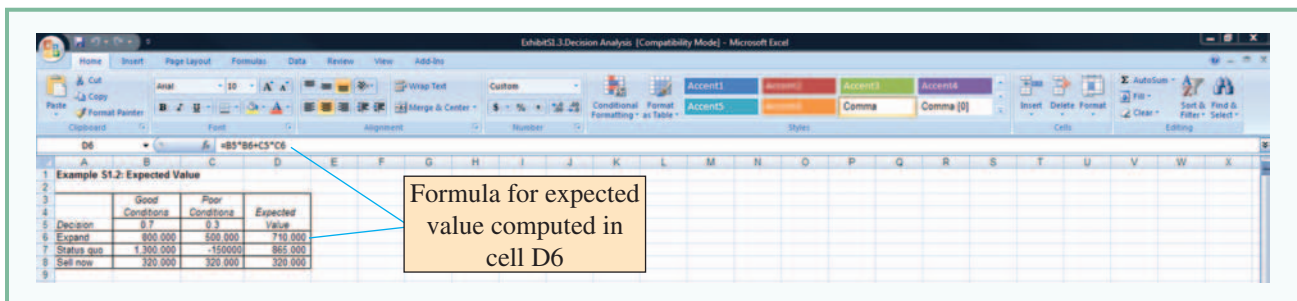 ExhibitS1.3.Decision Analysis [Compatibility Mode] - Microsoft Excel
Home Insert Page Layout Formulas Data Review View Add-Ins
Cut
Copy
Format Painter
Paste
Clipboard
Arial 10
B I U
Font
Wrap Text
Merge & Center
Alignment
Custom
$ % ,
Number
Conditional Formatting
Format as Table
Accent1 Accent2 Accent3 Accent4
Accent5 Comma Comma [0]
Styles
Insert Delete Format
Cells
Σ AutoSum
Fill
Clear
Sort & Filter
Find & Select
Editing
D6 fx =B5*B6+C5*C6
A B C D E F G H I J K L M N O P Q R S T U V W X
1 Example S1.2: Expected Value
2
3 Good Poor
4 Conditions Conditions Expected
5 Decision 0.7 0.3 Value
6 Expand 800.000 500.000 710.000
7 Status quo 1.300.000 -150000 865.000
8 Sell now 320.000 320.000 320.000
9
Formula for expected
value computed in
cell D6